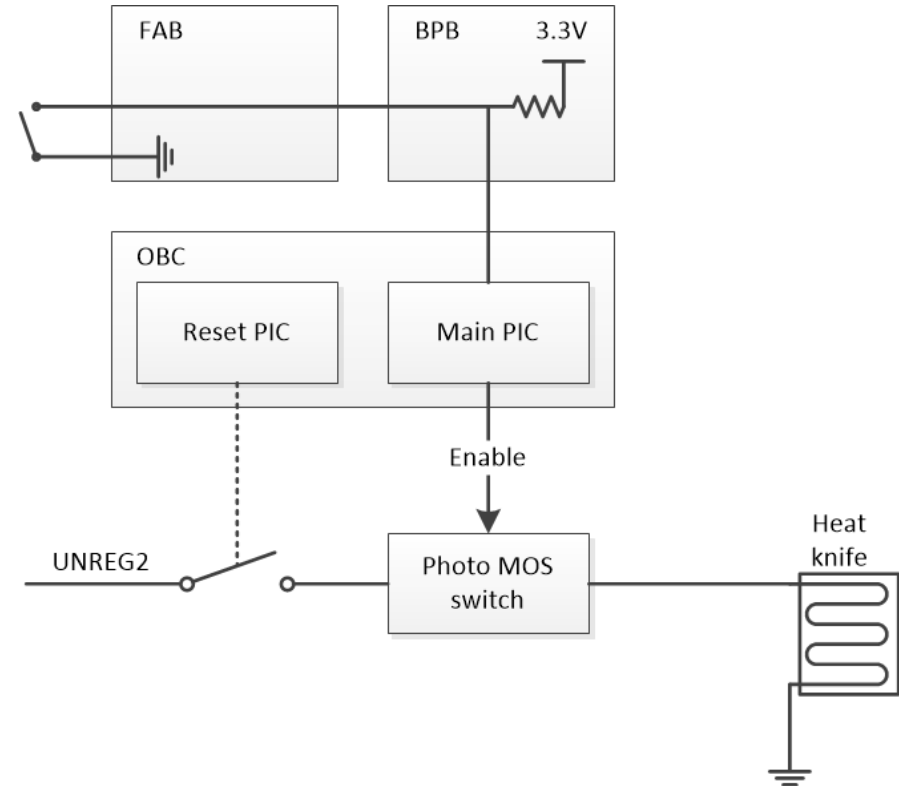 FAB
BPB
3.3V
OBC
Reset PIC
Main PIC
Enable
UNREG2
Photo MOS
switch
Heat
knife